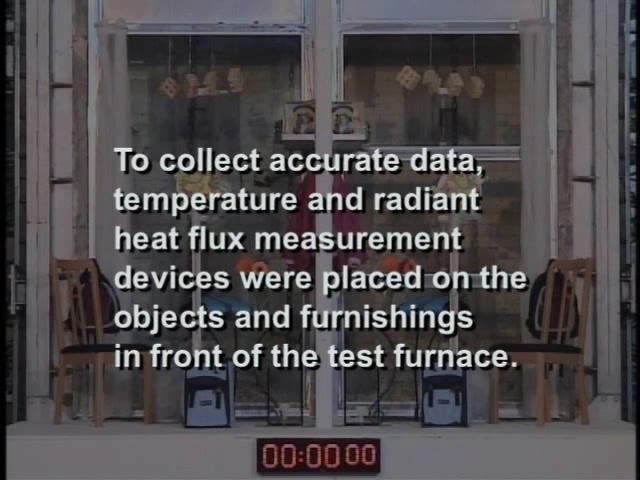 To collect accurate data,
temperature and radiant
heat flux measurement
devices were placed on the
objects and furnishings
in front of the test furnace.
00:00 00